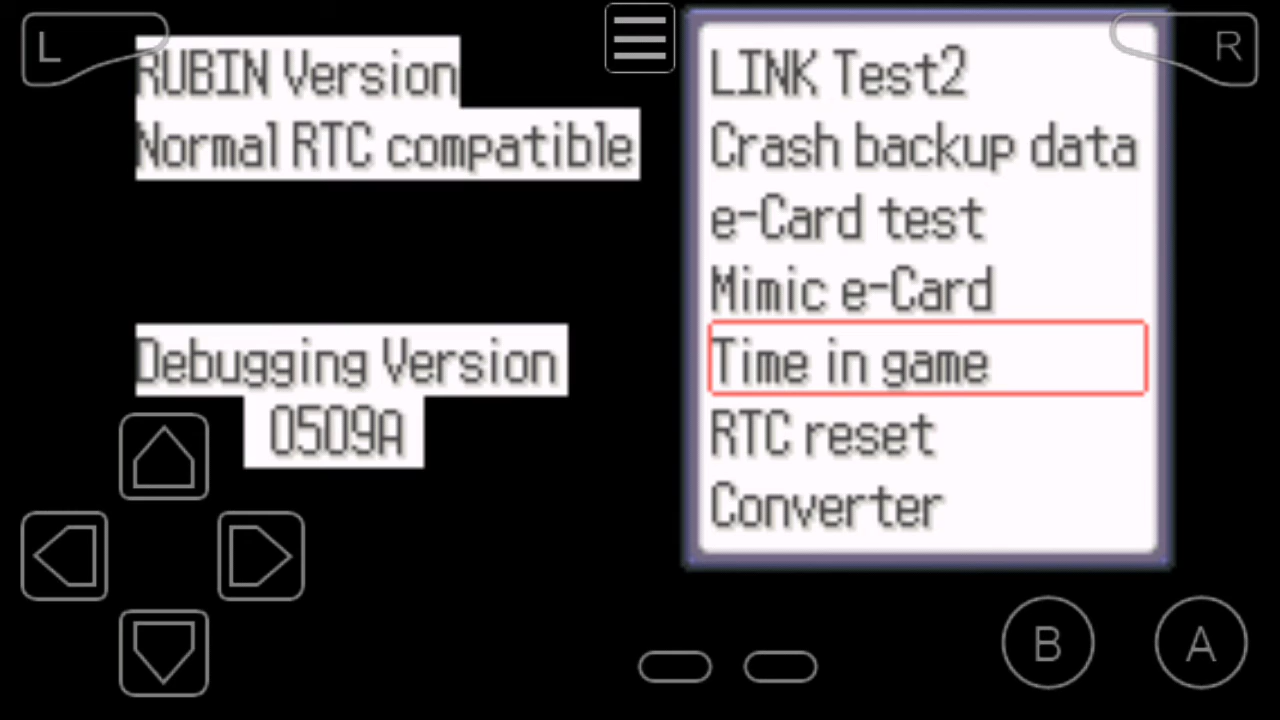 L
R
RUBIN Version
Normal RTC compatible
Debugging Version
0509A
LINK Test2
Crash backup data
e-Card test
Mimic e-Card
Time in game
RTC reset
Converter
B
A